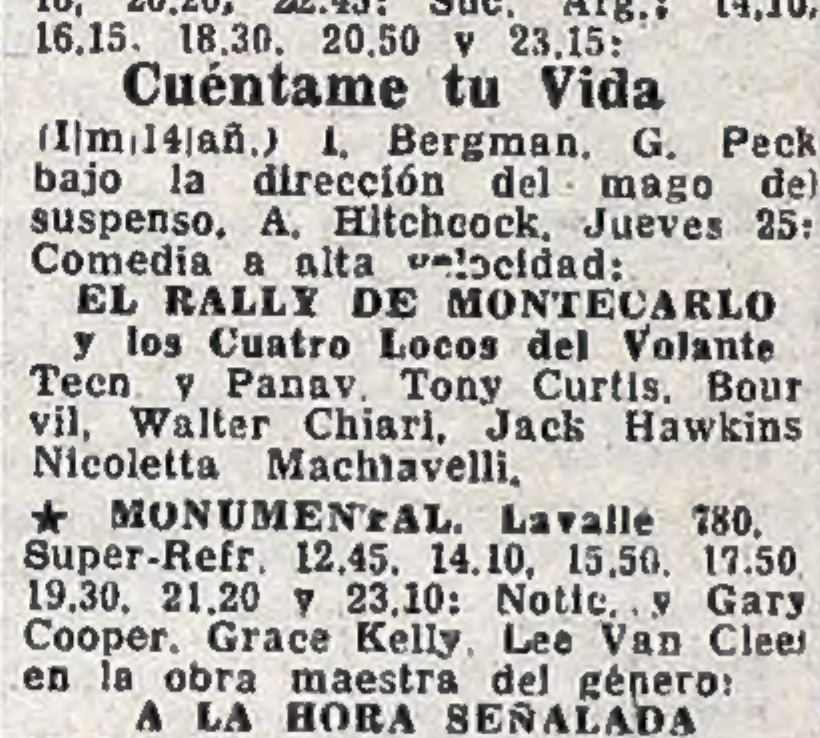 16,15. 18,30. 20,50 y 23,15:
Cuéntame tu Vida
(I|m|14|añ.) I. Bergman. G. Peck
bajo la dirección del mago del
suspenso, A. Hitchcock, Jueves 25:
Comedia a alta velocidad:
EL RALLY DE MONTECARLO
y los Cuatro Locos del Volante
Tecn. y Panav. Tony Curtis, Bour
vil, Walter Chiari, Jack Hawkins
Nicoletta Machiavelli.
★ MONUMENTAL. Lavalle 780.
Super-Refr. 12,45. 14.10, 15,50. 17.50
19,30. 21,20 y 23,10: Notic. y Gary
Cooper. Grace Kelly. Lee Van Cleef
en la obra maestra del género:
A LA HORA SEÑALADA